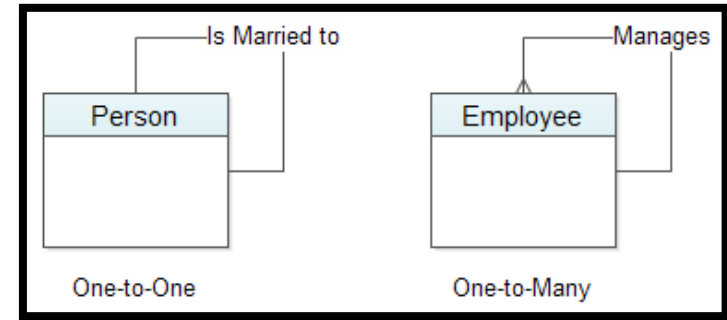 Is Married to
Manages
Person
Employee
One-to-One
One-to-Many